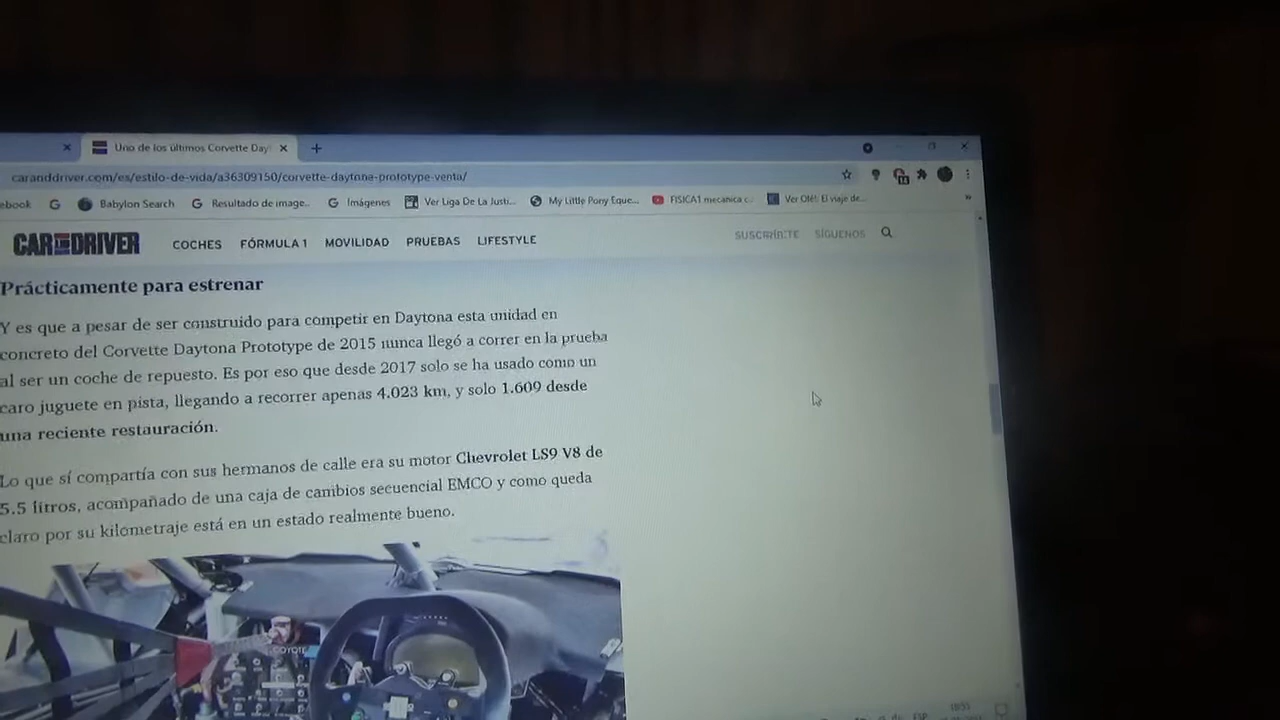 Uno de los últimos Corvette Day
caranddriver.com/es/estilo-de-vida/a36309150/corvette-daytona-prototype-venta/
ebook
Babylon Search
Resultado de image..
Imágenes
Ver Liga De La Justi...
My Little Pony Eque...
FISICA1 mecánica c...
Ver Olé!: El viaje de...
CAR AND DRIVER
COCHES
FÓRMULA 1
MOVILIDAD
PRUEBAS
LIFESTYLE
SUSCRÍBETE
SÍGUENOS
Prácticamente para estrenar
Y es que a pesar de ser construido para competir en Daytona esta unidad en
concreto del Corvette Daytona Prototype de 2015 nunca llegó a correr en la prueba
al ser un coche de repuesto. Es por eso que desde 2017 solo se ha usado como un
caro juguete en pista, llegando a recorrer apenas 4.023 km, y solo 1.609 desde
una reciente restauración.
Lo que sí compartía con sus hermanos de calle era su motor Chevrolet LS9 V8 de
5.5 litros, acompañado de una caja de cambios secuencial EMCO y como queda
claro por su kilometraje está en un estado realmente bueno.
COYOTE
ESP